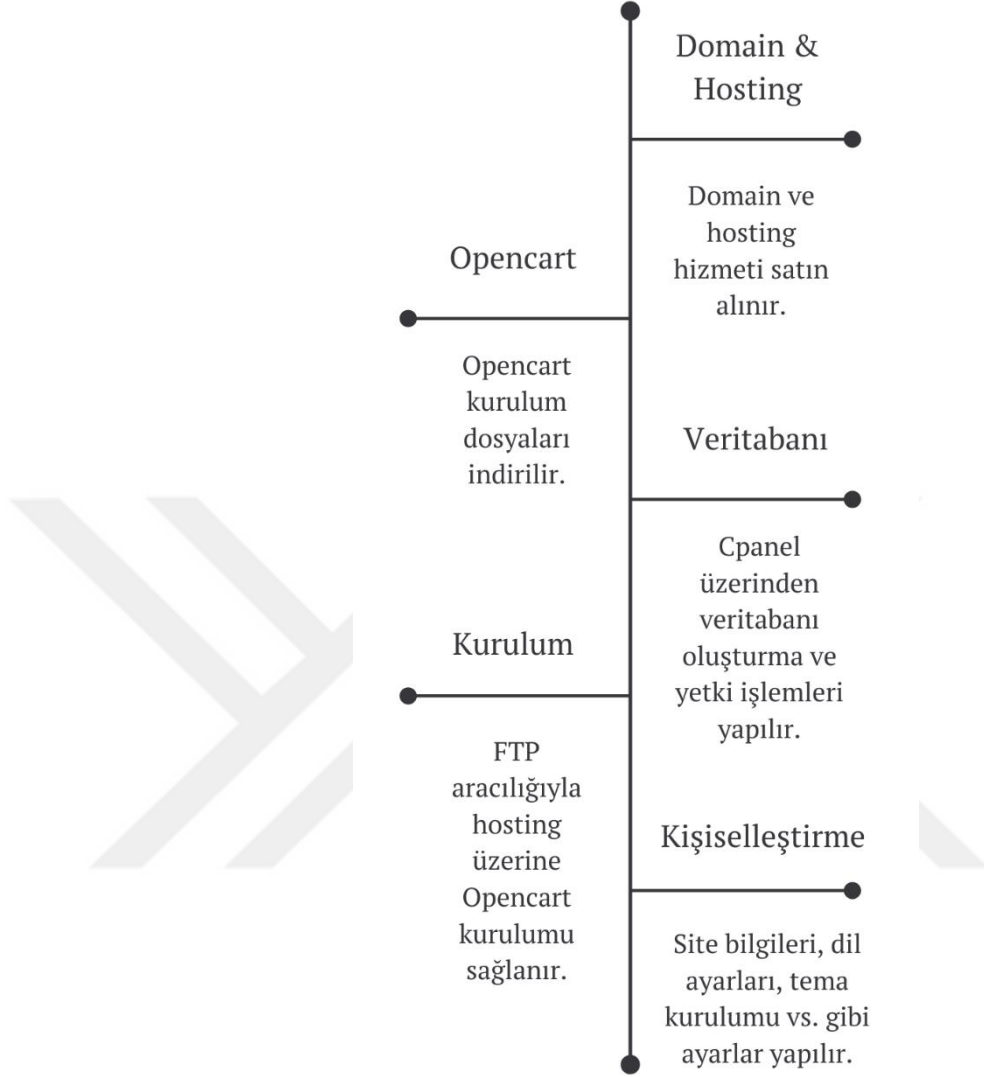 Domain &
Hosting
Domain ve
hosting
hizmeti satın
alınır.
Opencart
Opencart
kurulum
dosyaları
indirilir.
Veritabanı
Cpanel
üzerinden
veritabanı
oluşturma ve
yetki işlemleri
yapılır.
Kurulum
FTP
aracılığıyla
hosting
üzerine
Opencart
kurulumu
sağlanır.
Kişiselleştirme
Site bilgileri, dil
ayarları, tema
kurulumu vs. gibi
ayarlar yapılır.